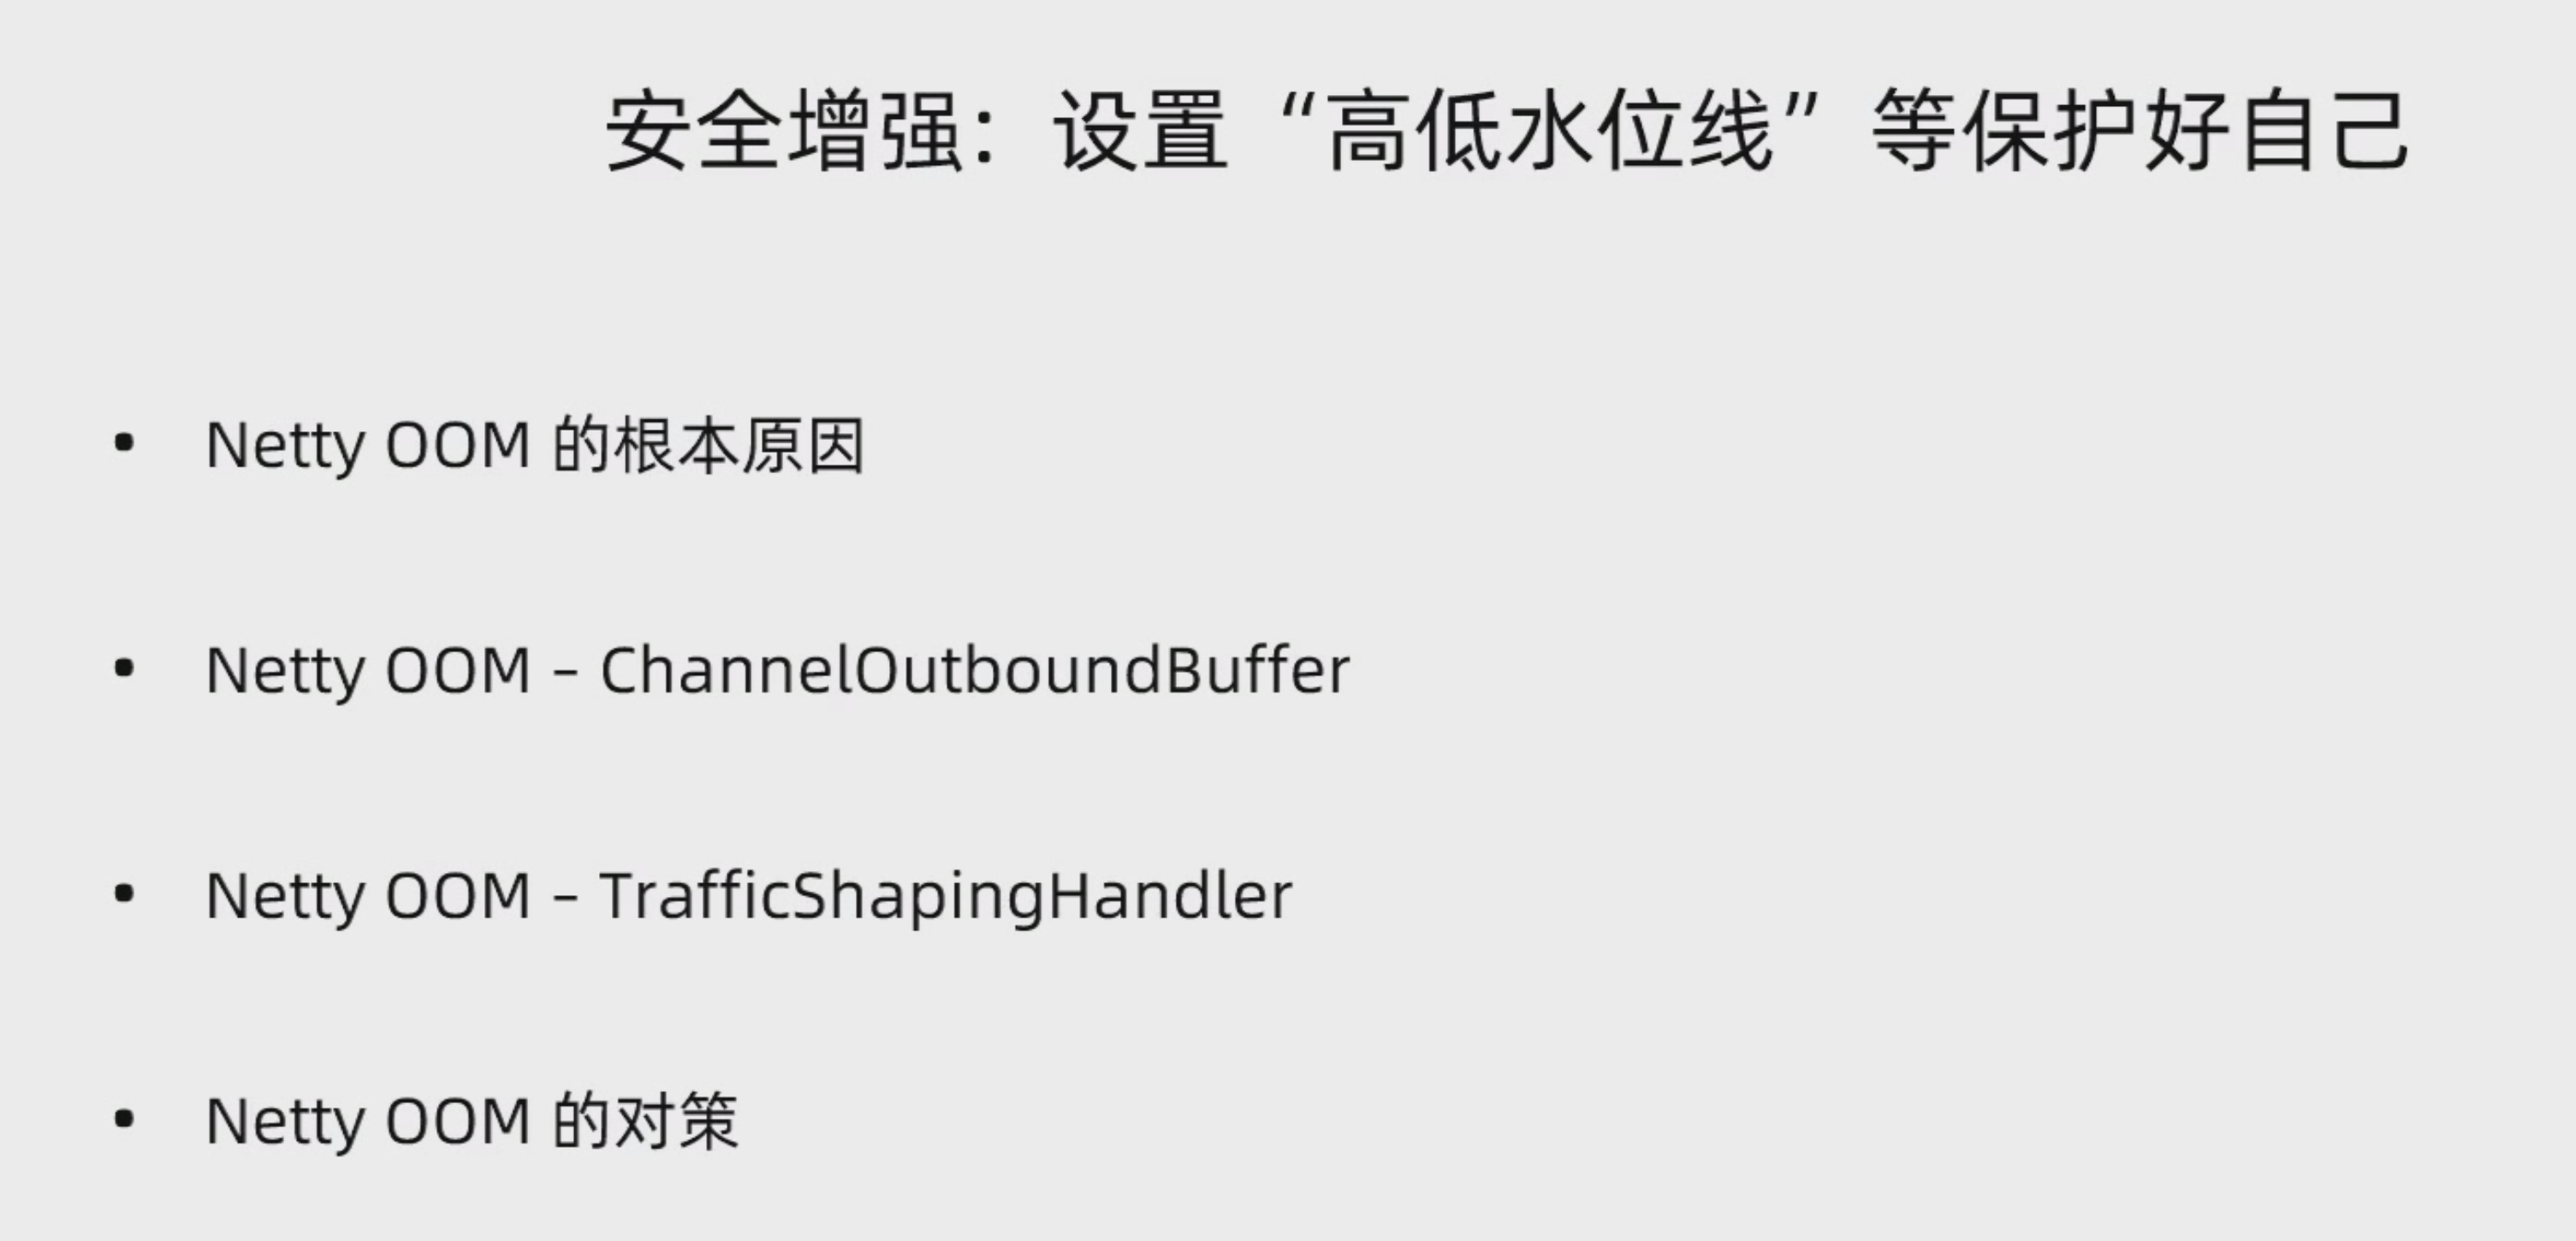 安全增强：设置“高低水位线”等保护好自己
• Netty OOM 的根本原因
• Netty OOM – ChannelOutboundBuffer
• Netty OOM – TrafficShapingHandler
• Netty OOM 的对策